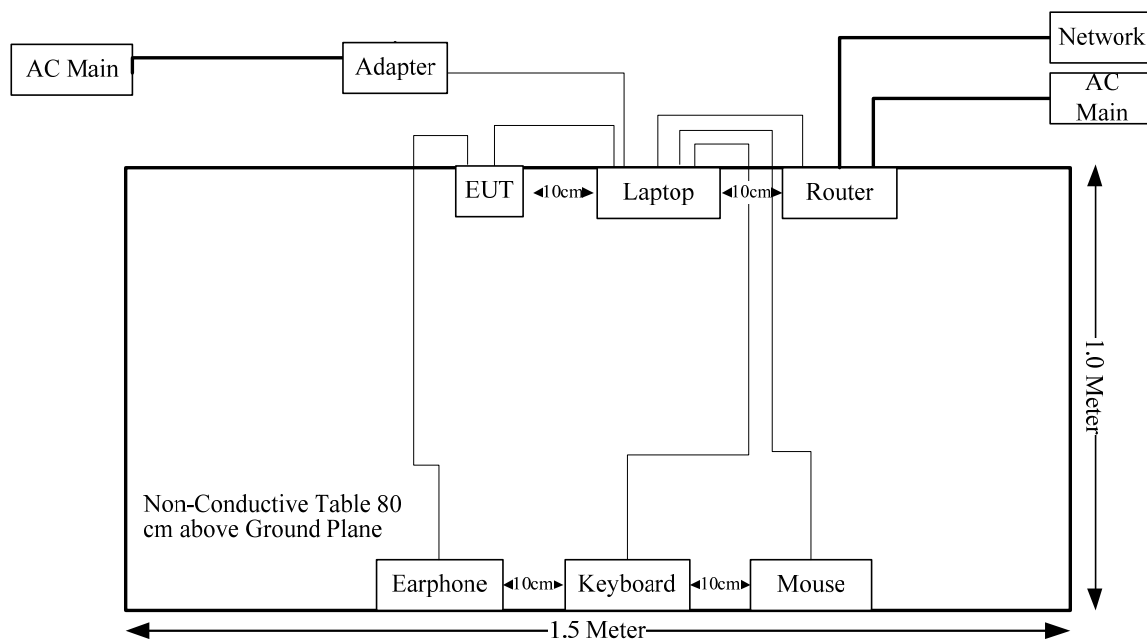 Network
AC Main
Adapter
AC
Main
EUT
10cm
Laptop
10cm
Router
1.0 Meter
Non-Conductive Table 80
cm above Ground Plane
Earphone
10cm
Keyboard
10cm
Mouse
1.5 Meter